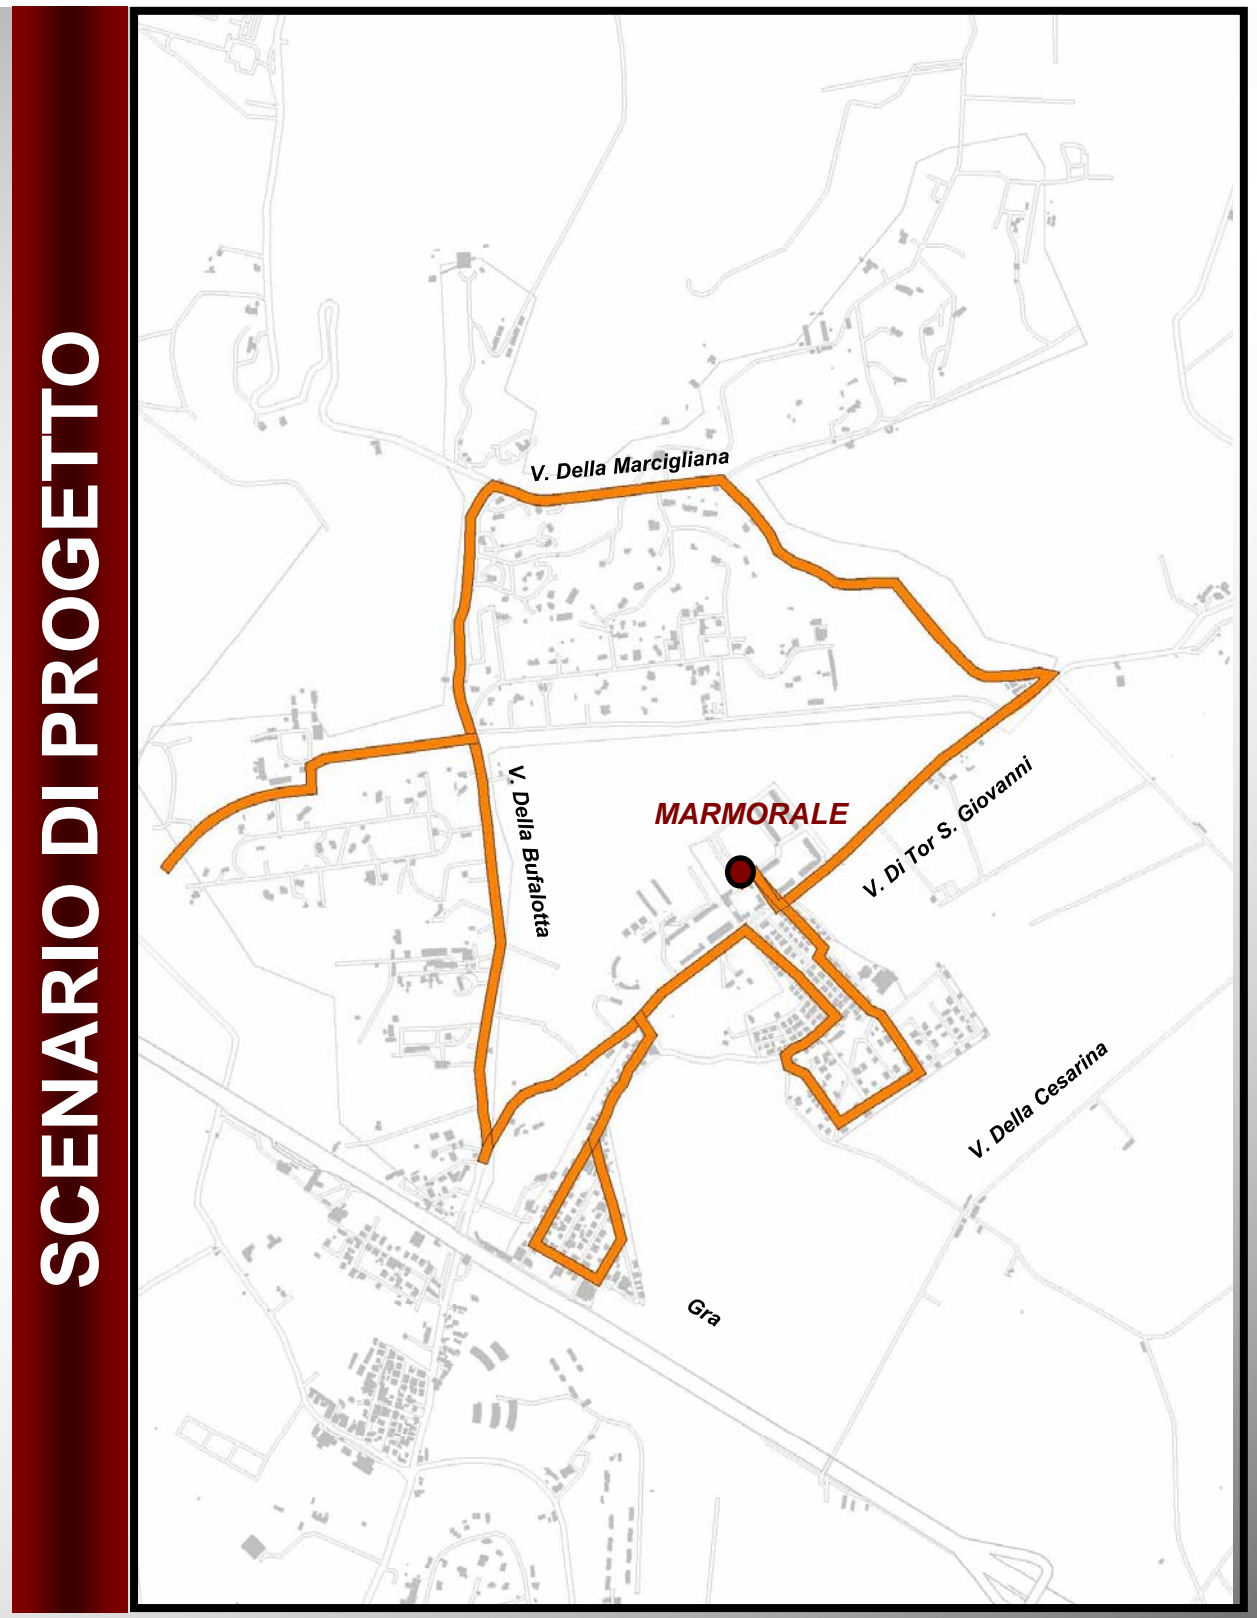 SCENARIO DI PROGETTO
V. Della Marcigliana
V. Della Bufalotta
MARMORALE
V. Di Tor S. Giovanni
V. Della Cesarina
Gra